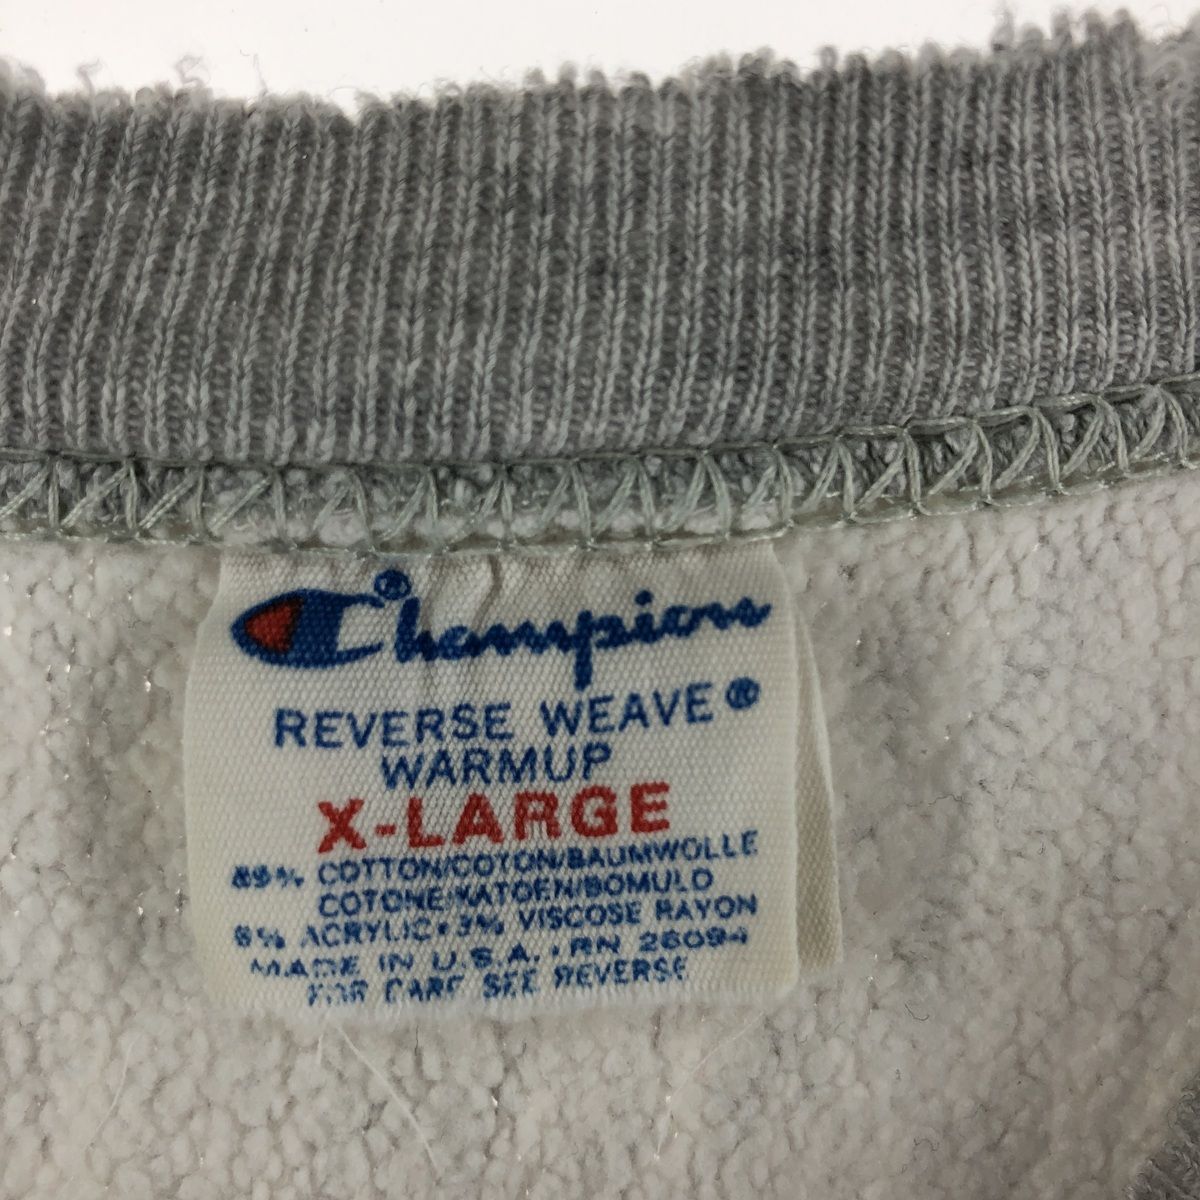 Champion®
REVERSE WEAVE®
WARMUP
X-LARGE
89% COTTON/COTON/BAUMWOLLE
COTONE/KATOEN/BOMULD
8% ACRYLIC•3% VISCOSE RAYON
MADE IN U.S.A. • RN 26094
FOR CARE SEE REVERSE